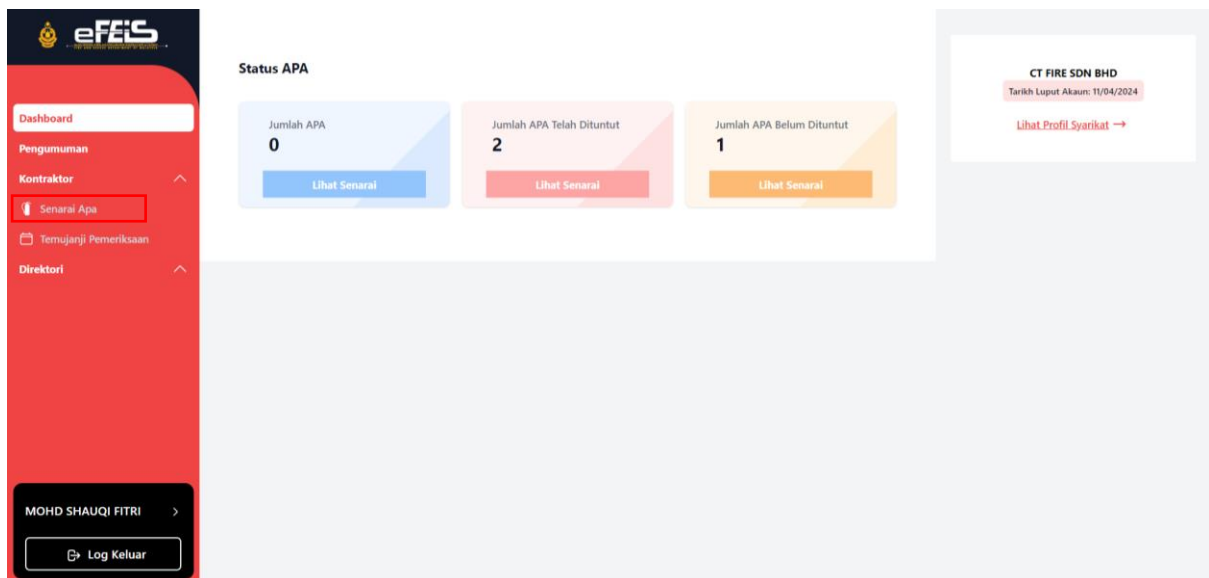 eFEiS
Dashboard
Pengumuman
Kontraktor
Senarai Apa
Temujanji Pemeriksaan
Direktori
MOHD SHAUQI FITRI
Log Keluar
Status APA
Jumlah APA
0
Lihat Senarai
Jumlah APA Telah Dituntut
2
Lihat Senarai
Jumlah APA Belum Dituntut
1
Lihat Senarai
CT FIRE SDN BHD
Tarikh Luput Akaun: 11/04/2024
Lihat Profil Syarikat →